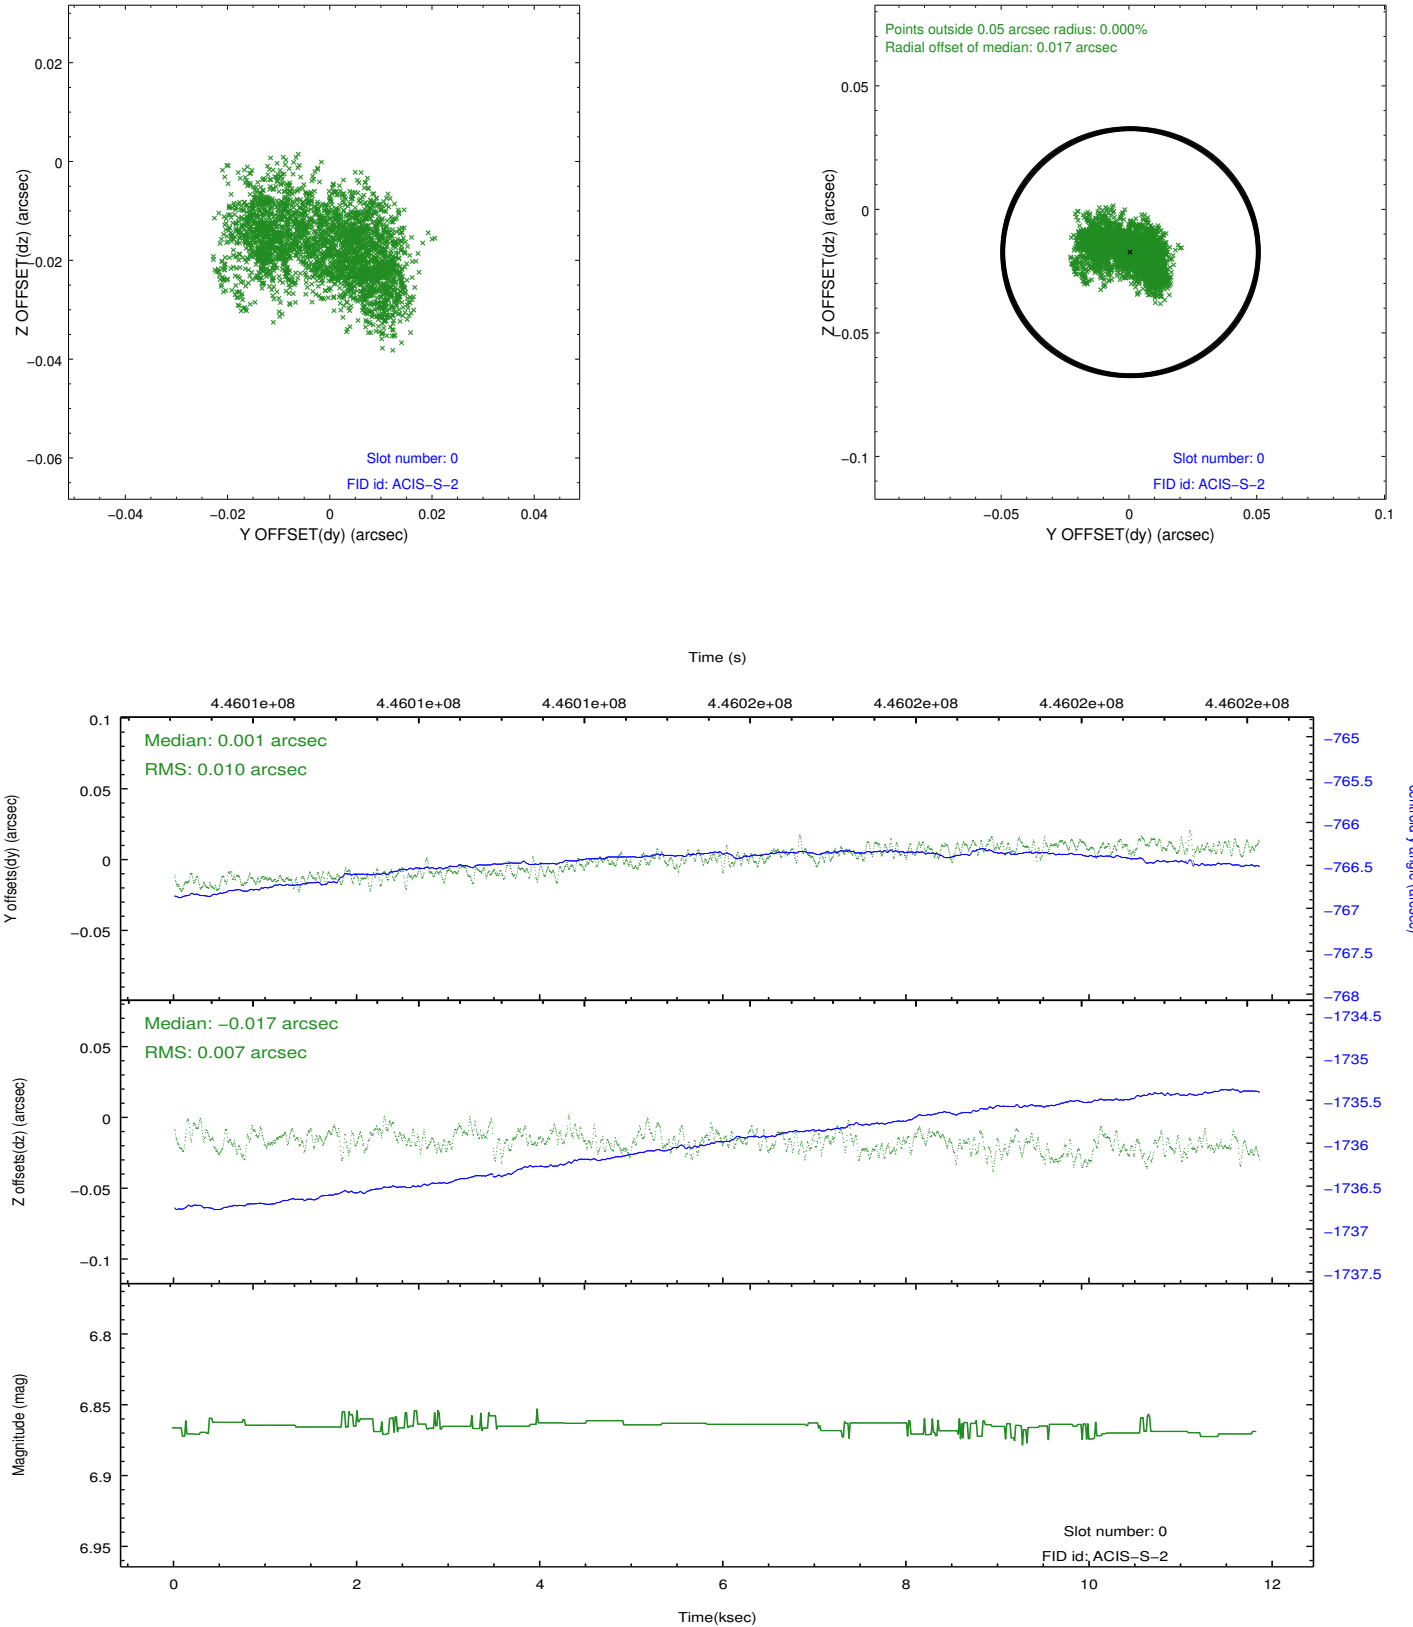 0.02
0
−0.02
−0.04
−0.06
Z OFFSET(dz) (arcsec)
Slot number: 0
FID id: ACIS−S−2
−0.04 −0.02 0 0.02 0.04
Y OFFSET(dy) (arcsec)
Points outside 0.05 arcsec radius: 0.000%
Radial offset of median: 0.017 arcsec
0.05
0
−0.05
−0.1
Z OFFSET(dz) (arcsec)
Slot number: 0
FID id: ACIS−S−2
−0.05 0 0.05 0.1
Y OFFSET(dy) (arcsec)
Time (s)
4.4601e+08 4.4601e+08 4.4601e+08 4.4602e+08 4.4602e+08 4.4602e+08 4.4602e+08
Median: 0.001 arcsec
RMS: 0.010 arcsec
0.1
0.05
0
−0.05
Y offsets(dy) (arcsec)
−765
−765.5
−766
−766.5
−767
−767.5
−768
Median: −0.017 arcsec
RMS: 0.007 arcsec
0.05
0
−0.05
−0.1
Z offsets(dz) (arcsec)
−1734.5
−1735
−1735.5
−1736
−1736.5
−1737
−1737.5
6.8
6.85
6.9
6.95
Magnitude (mag)
Slot number: 0
FID id: ACIS−S−2
0 2 4 6 8 10 12
Time(ksec)